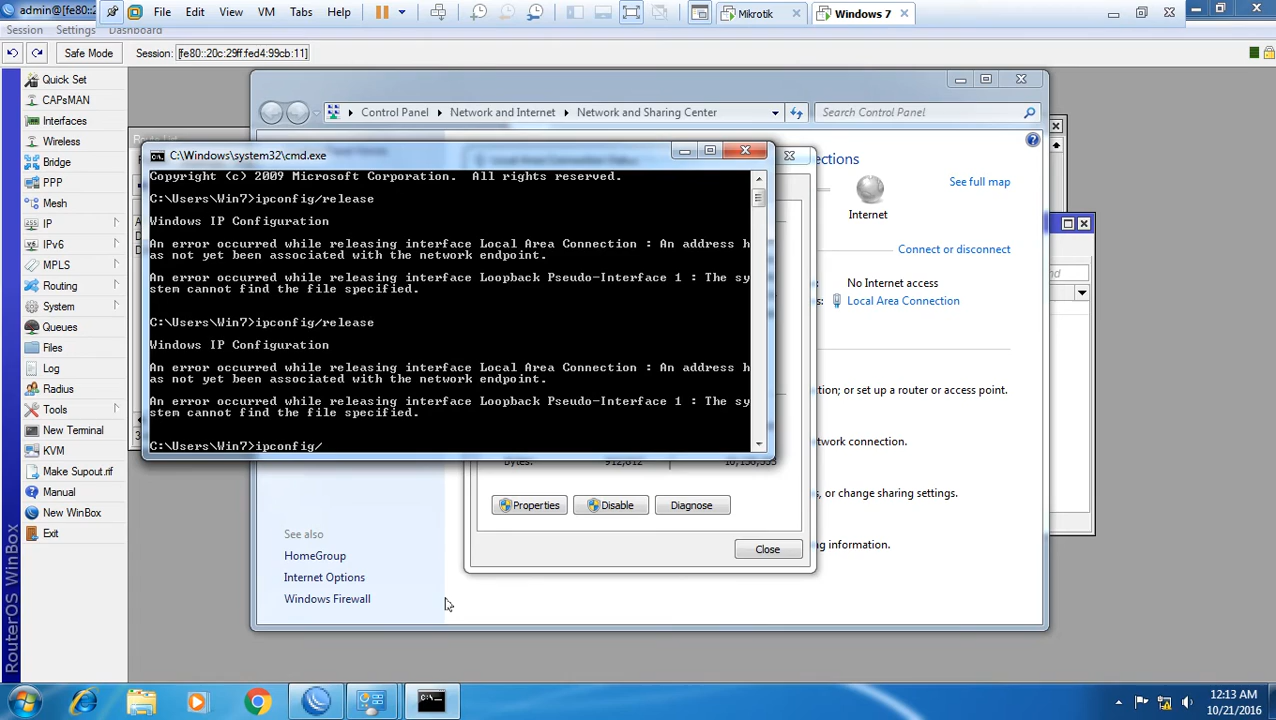 admin@[fe80::2
File Edit View VM Tabs Help
Mikrotik
Windows 7
Session Settings Dashboard
Safe Mode Session: [fe80::20c:29ff:fed4:99cb:11]
Quick Set
CAPsMAN
Interfaces
Wireless
Bridge
PPP
Mesh
IP
IPv6
MPLS
Routing
System
Queues
Files
Log
Radius
Tools
New Terminal
KVM
Make Supout.rif
Manual
New WinBox
Exit
RouterOS WinBox
Control Panel Network and Internet Network and Sharing Center
Search Control Panel
C:\Windows\system32\cmd.exe
Copyright (c) 2009 Microsoft Corporation.  All rights reserved.
C:\Users\Win7>ipconfig/release
Windows IP Configuration
An error occurred while releasing interface Local Area Connection : An address h
as not yet been associated with the network endpoint.
An error occurred while releasing interface Loopback Pseudo-Interface 1 : The sy
stem cannot find the file specified.
C:\Users\Win7>ipconfig/release
Windows IP Configuration
An error occurred while releasing interface Local Area Connection : An address h
as not yet been associated with the network endpoint.
An error occurred while releasing interface Loopback Pseudo-Interface 1 : The sy
stem cannot find the file specified.
C:\Users\Win7>ipconfig/
ections
See full map
Internet
Connect or disconnect
No Internet access
s: Local Area Connection
tion; or set up a router or access point.
twork connection.
s, or change sharing settings.
ng information.
Properties Disable Diagnose
Close
See also
HomeGroup
Internet Options
Windows Firewall
12:13 AM
10/21/2016